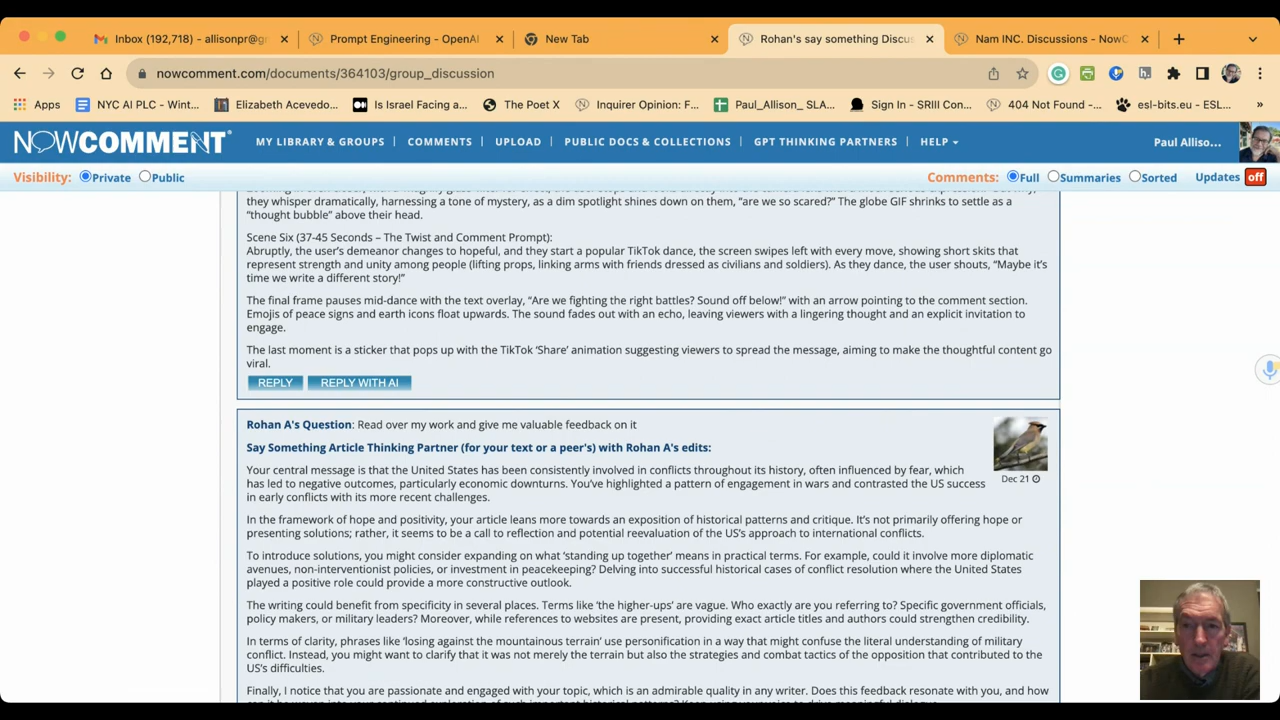 Inbox (192,718) - allisonpr@g
Prompt Engineering - OpenAI
New Tab
Rohan's say something Discus
Nam INC. Discussions - NowC
nowcomment.com/documents/364103/group_discussion
Apps
NYC AI PLC - Wint...
Elizabeth Acevedo...
Is Israel Facing a...
The Poet X
Inquirer Opinion: F...
Paul_Allison_ SLA...
Sign In - SRIII Con...
404 Not Found -...
esl-bits.eu - ESL...
»
NOWCOMMENT®
MY LIBRARY & GROUPS | COMMENTS | UPLOAD | PUBLIC DOCS & COLLECTIONS | GPT THINKING PARTNERS | HELP
Paul Alliso...
Visibility: Private Public
Comments: Full Summaries Sorted Updates off
they whisper dramatically, harnessing a tone of mystery, as a dim spotlight shines down on them, “are we so scared?” The globe GIF shrinks to settle as a
“thought bubble” above their head.
Scene Six (37-45 Seconds – The Twist and Comment Prompt):
Abruptly, the user’s demeanor changes to hopeful, and they start a popular TikTok dance, the screen swipes left with every move, showing short skits that
represent strength and unity among people (lifting props, linking arms with friends dressed as civilians and soldiers). As they dance, the user shouts, “Maybe it’s
time we write a different story!”
The final frame pauses mid-dance with the text overlay, “Are we fighting the right battles? Sound off below!” with an arrow pointing to the comment section.
Emojis of peace signs and earth icons float upwards. The sound fades out with an echo, leaving viewers with a lingering thought and an explicit invitation to
engage.
The last moment is a sticker that pops up with the TikTok ‘Share’ animation suggesting viewers to spread the message, aiming to make the thoughtful content go
viral.
REPLY
REPLY WITH AI
Rohan A's Question: Read over my work and give me valuable feedback on it
Say Something Article Thinking Partner (for your text or a peer's) with Rohan A's edits:
Dec 21
Your central message is that the United States has been consistently involved in conflicts throughout its history, often influenced by fear, which
has led to negative outcomes, particularly economic downturns. You’ve highlighted a pattern of engagement in wars and contrasted the US success
in early conflicts with its more recent challenges.
In the framework of hope and positivity, your article leans more towards an exposition of historical patterns and critique. It’s not primarily offering hope or
presenting solutions; rather, it seems to be a call to reflection and potential reevaluation of the US’s approach to international conflicts.
To introduce solutions, you might consider expanding on what ‘standing up together’ means in practical terms. For example, could it involve more diplomatic
avenues, non-interventionist policies, or investment in peacekeeping? Delving into successful historical cases of conflict resolution where the United States
played a positive role could provide a more constructive outlook.
The writing could benefit from specificity in several places. Terms like ‘the higher-ups’ are vague. Who exactly are you referring to? Specific government officials,
policy makers, or military leaders? Moreover, while references to websites are present, providing exact article titles and authors could strengthen credibility.
In terms of clarity, phrases like ‘losing against the mountainous terrain’ use personification in a way that might confuse the literal understanding of military
conflict. Instead, you might want to clarify that it was not merely the terrain but also the strategies and combat tactics of the opposition that contributed to the
US’s difficulties.
Finally, I notice that you are passionate and engaged with your topic, which is an admirable quality in any writer. Does this feedback resonate with you, and how